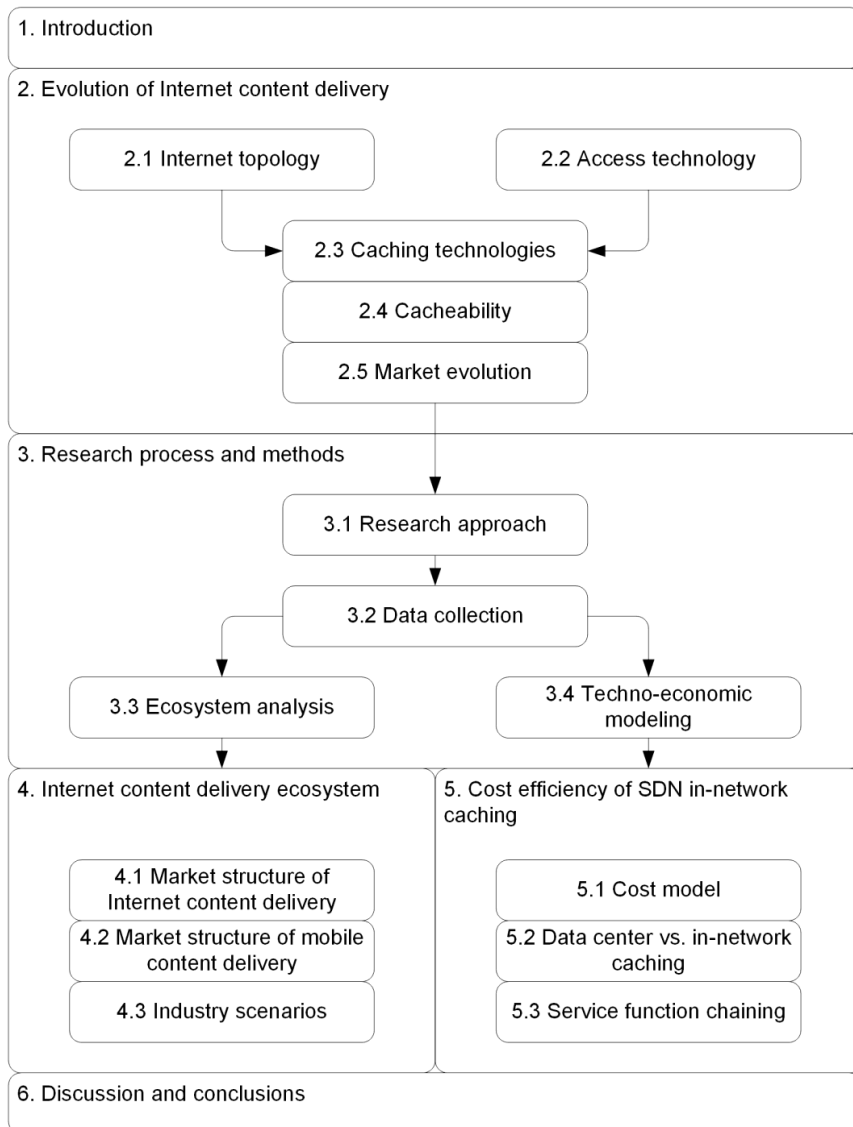 1. Introduction
2. Evolution of Internet content delivery
2.1 Internet topology
2.2 Access technology
2.3 Caching technologies
2.4 Cacheability
2.5 Market evolution
3. Research process and methods
3.1 Research approach
3.2 Data collection
3.3 Ecosystem analysis
3.4 Techno-economic
modeling
4. Internet content delivery ecosystem
4.1 Market structure of
Internet content delivery
4.2 Market structure of mobile
content delivery
4.3 Industry scenarios
5. Cost efficiency of SDN in-network
caching
5.1 Cost model
5.2 Data center vs. in-network
caching
5.3 Service function chaining
6. Discussion and conclusions